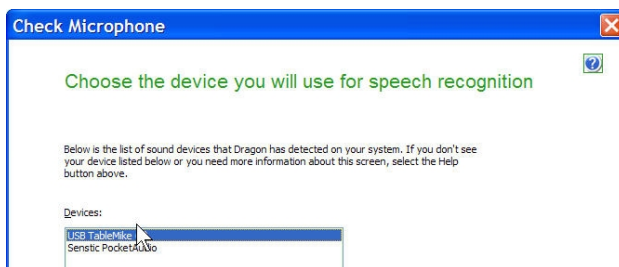 Check Microphone
Choose the device you will use for speech recognition
Below is the list of sound devices that Dragon has detected on your system. If you don't see
your device listed below or you need more information about this screen, select the Help
button above.
Devices:
USB TableMike
Senstic PocketAudio